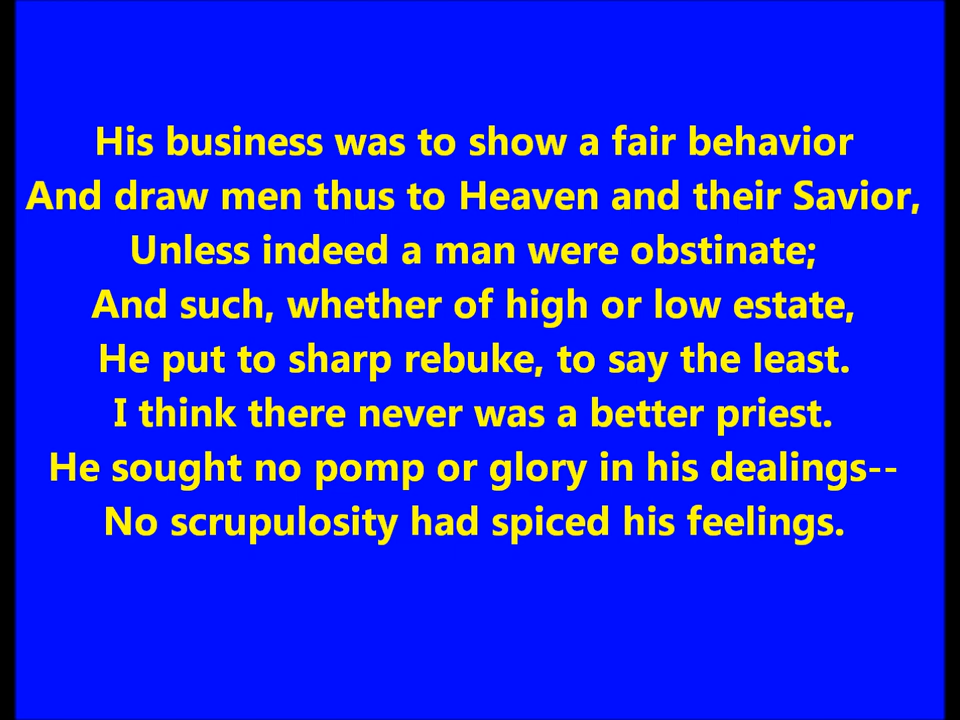 His business was to show a fair behavior
And draw men thus to Heaven and their Savior,
Unless indeed a man were obstinate;
And such, whether of high or low estate,
He put to sharp rebuke, to say the least.
I think there never was a better priest.
He sought no pomp or glory in his dealings--
No scrupulosity had spiced his feelings.